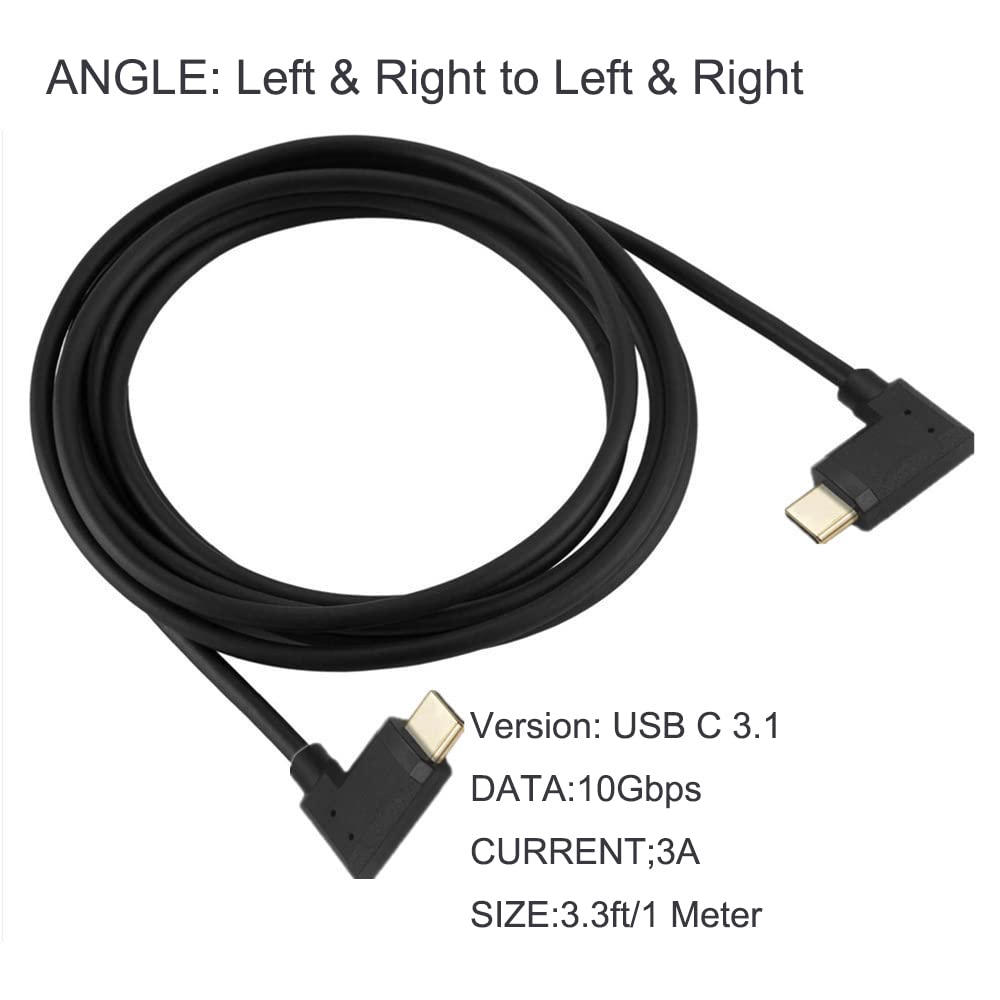 ANGLE: Left & Right to Left & Right
Version: USB C 3.1
DATA:10Gbps
CURRENT;3A
SIZE:3.3ft/1 Meter